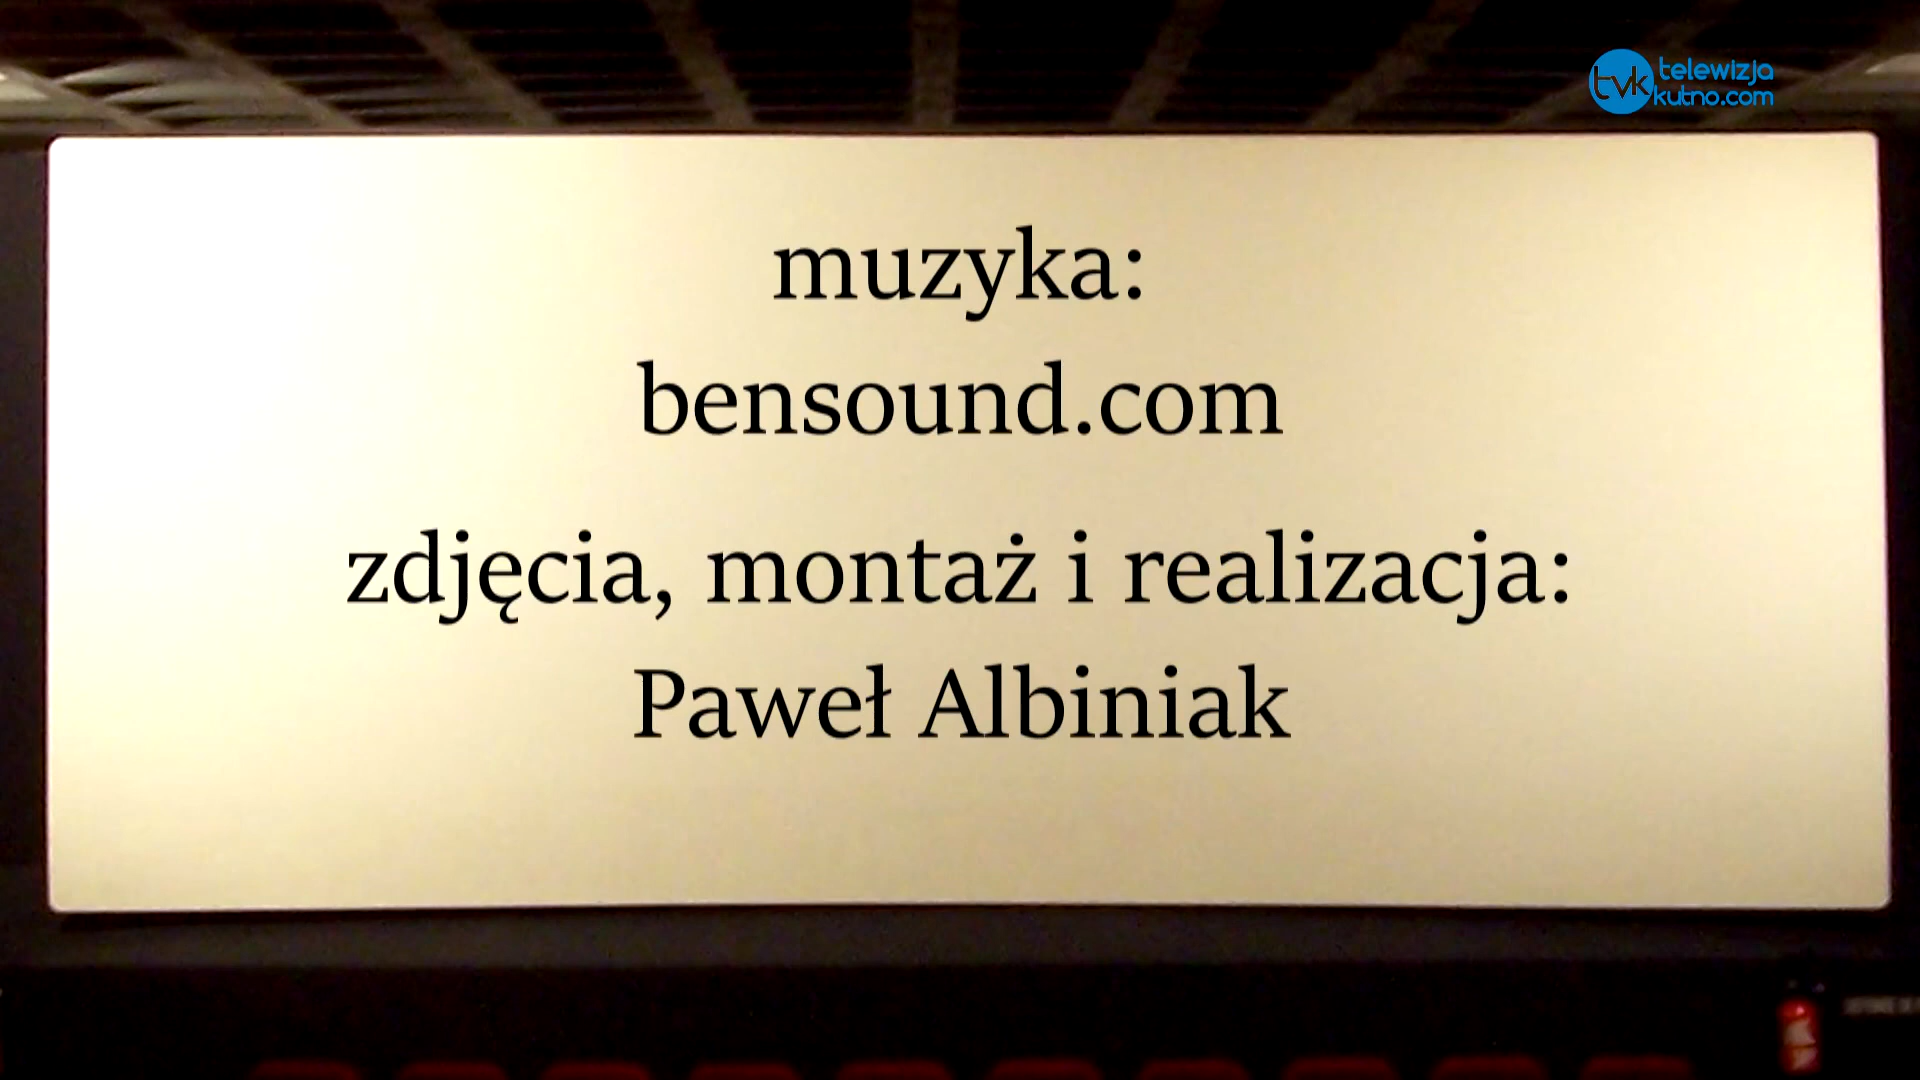 tvk telewizja
kutno.com
muzyka:
bensound.com
zdjęcia, montaż i realizacja:
Paweł Albiniak